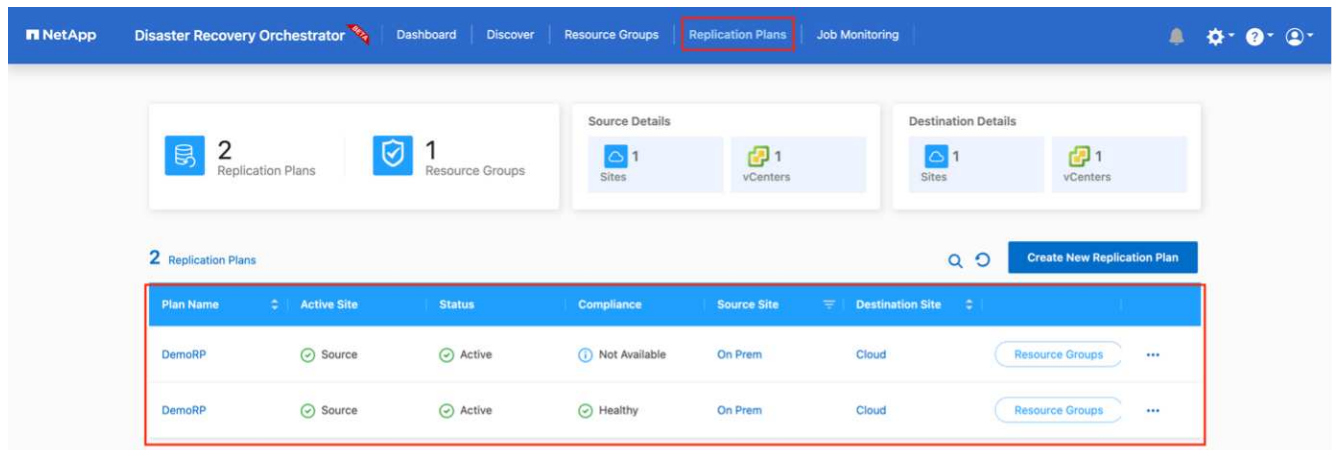 NetApp Disaster Recovery Orchestrator BETA Dashboard Discover Resource Groups Replication Plans Job Monitoring
Source Details Destination Details
2 Replication Plans 1 Resource Groups 1 Sites 1 vCenters 1 Sites 1 vCenters
2 Replication Plans Create New Replication Plan
Plan Name Active Site Status Compliance Source Site Destination Site
DemoRP Source Active Not Available On Prem Cloud Resource Groups
DemoRP Source Active Healthy On Prem Cloud Resource Groups